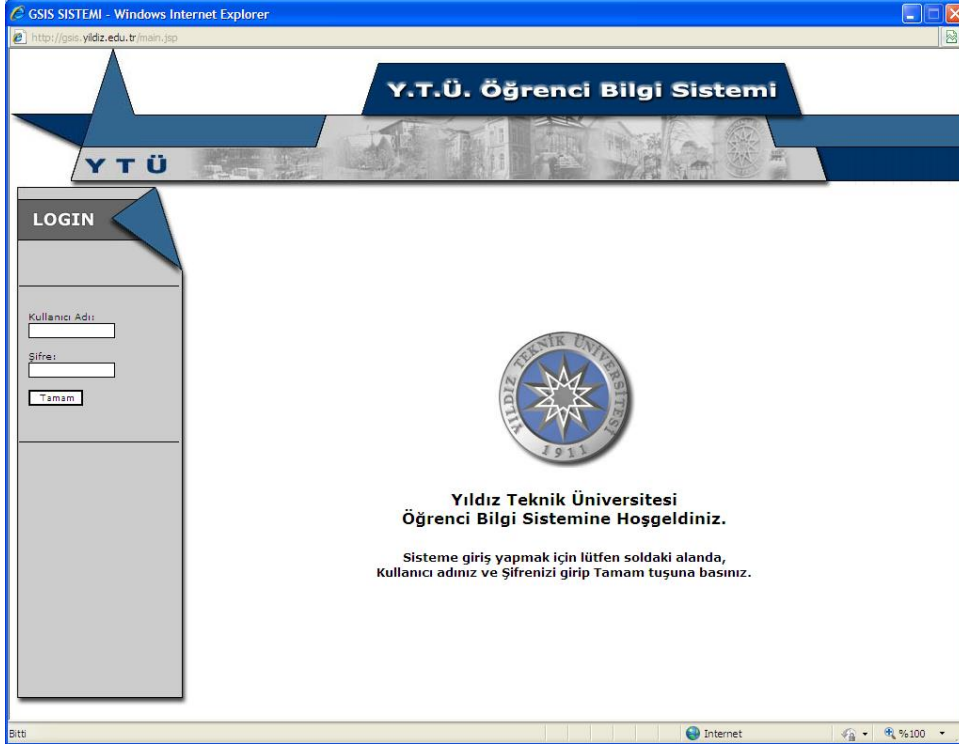 GSIS SISTEMI - Windows Internet Explorer
http://gsis.yildiz.edu.tr/main.jsp
Y.T.Ü. Öğrenci Bilgi Sistemi
Y T Ü
LOGIN
Kullanıcı Adı:
Şifre:
Tamam
YILDIZ TEKNİK ÜNİVERSİTESİ
1911
Yıldız Teknik Üniversitesi
Öğrenci Bilgi Sistemine Hoşgeldiniz.
Sisteme giriş yapmak için lütfen soldaki alanda,
Kullanıcı adınız ve Şifrenizi girip Tamam tuşuna basınız.
Bitti
Internet
%100